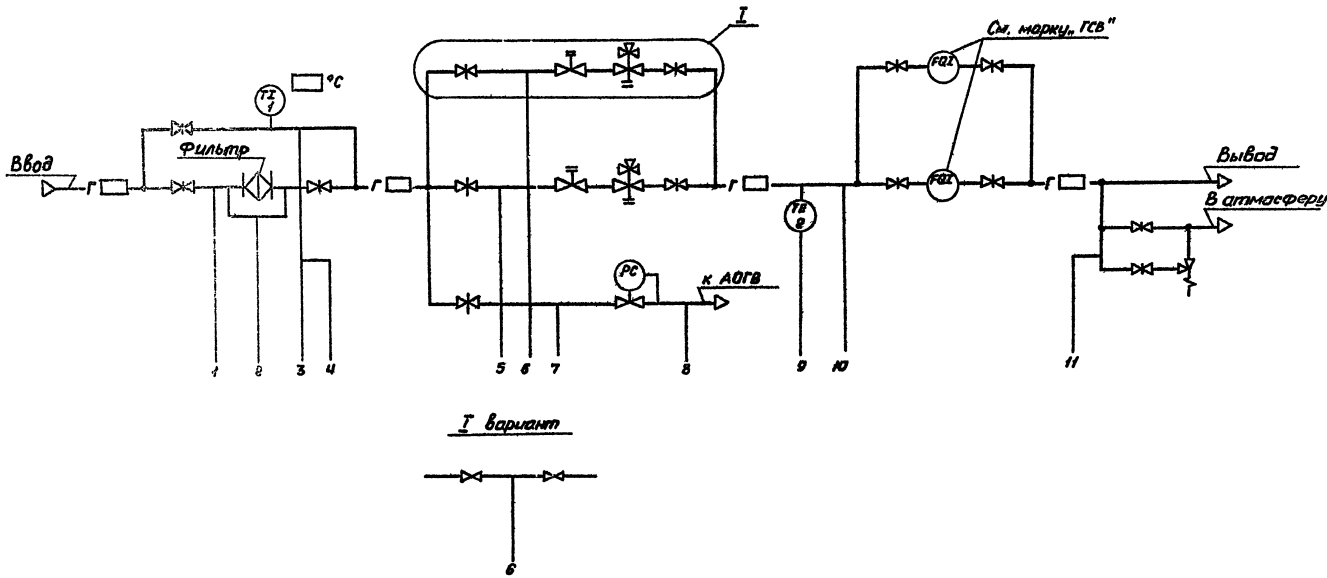 I
См. марку „ГСВ"
°С
TI
1
FQI
Фильтр
Ввод
Г
Г
Г
FQI
Г
Вывод
В атмасферу
TE
2
PC
к АОГВ
1 2 3 4 5 6 7 8 9 10 11
I вариант
6